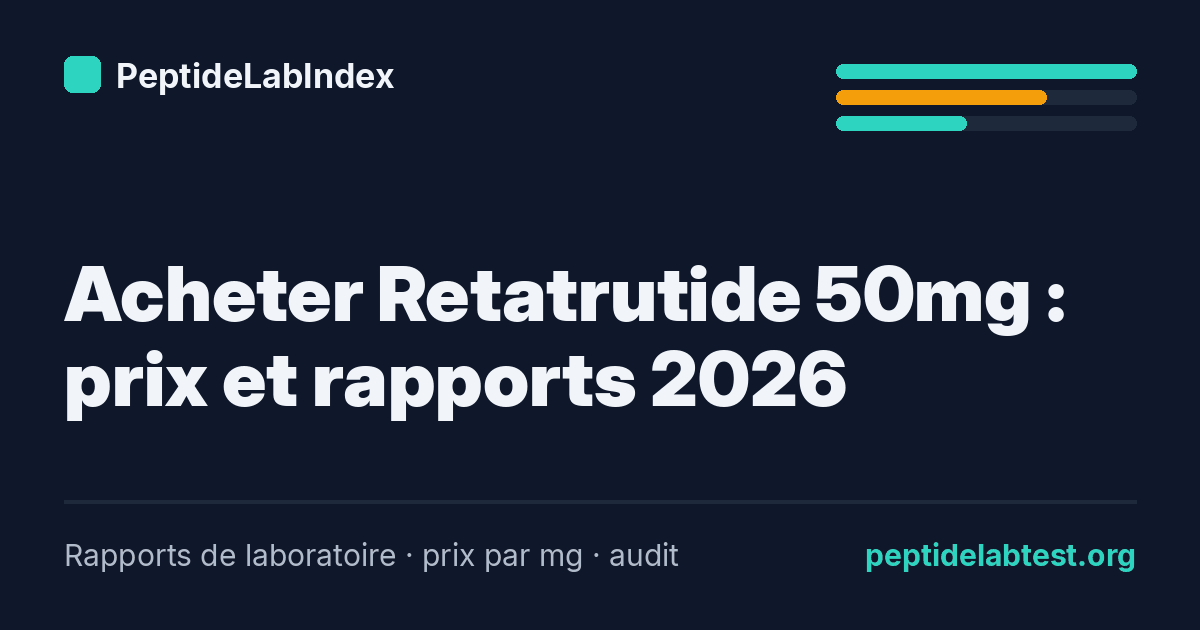 PeptideLabIndex
Acheter Retatrutide 50mg :
prix et rapports 2026
Rapports de laboratoire · prix par mg · audit
peptidelabtest.org